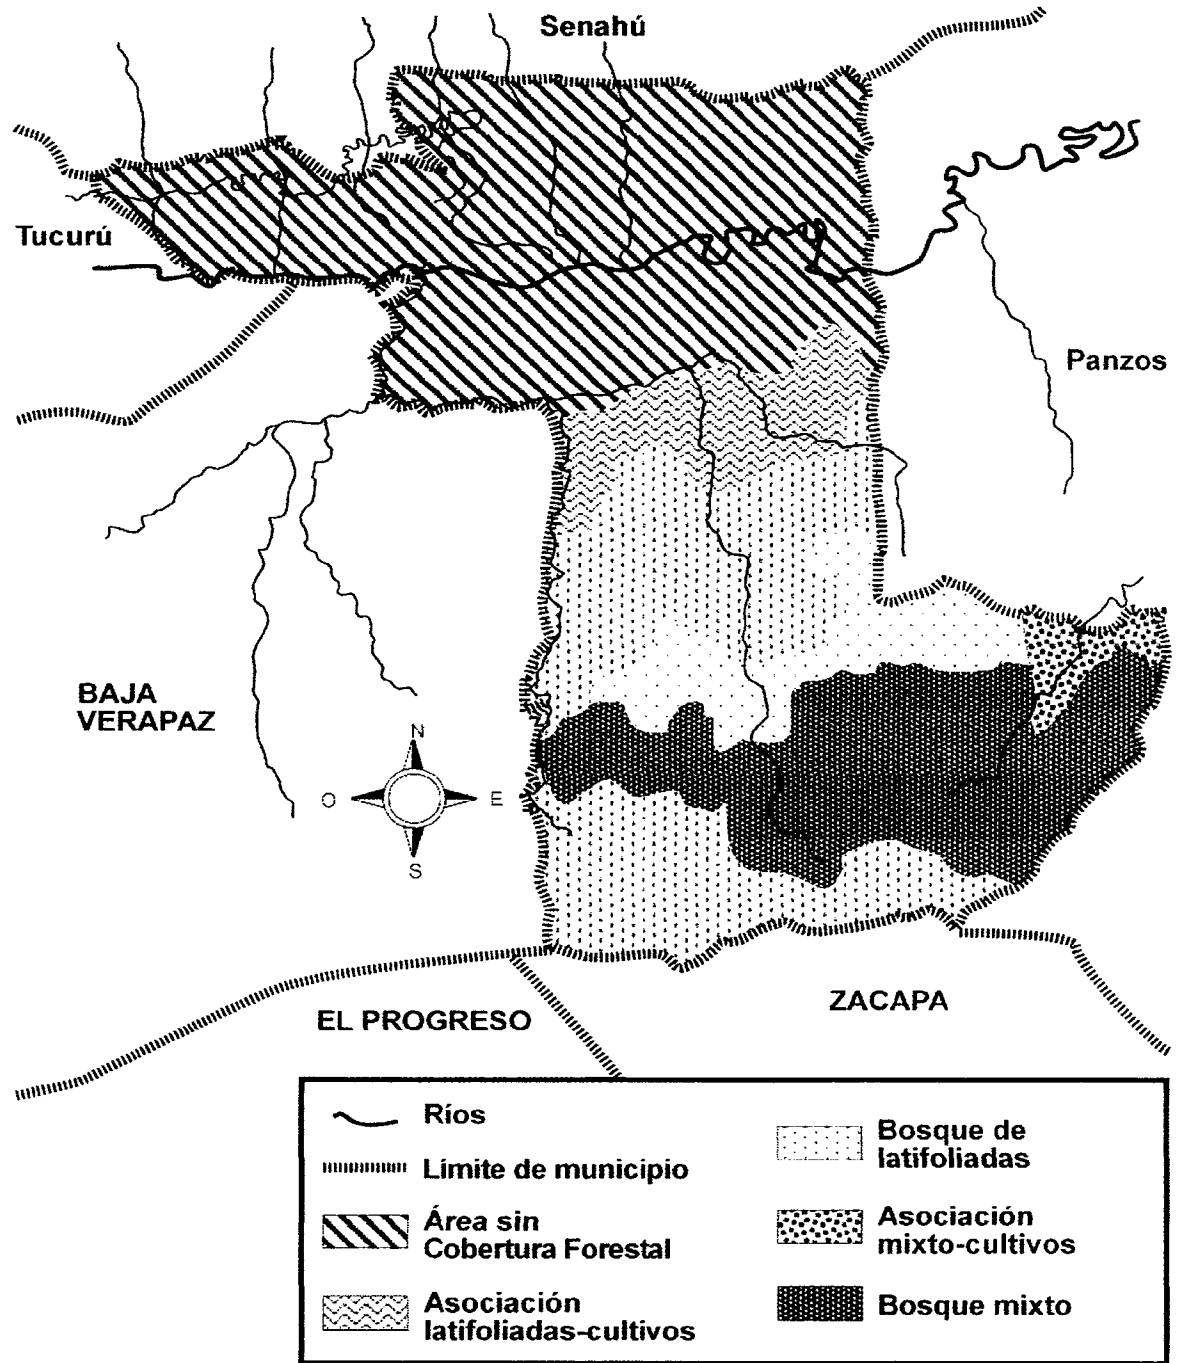 Senahú
Tucurú
Panzos
BAJA
VERAPAZ
N
O
E
S
EL PROGRESO
ZACAPA
Ríos
Límite de municipio
Área sin
Cobertura Forestal
Asociación
latifoliadas-cultivos
Bosque de
latifoliadas
Asociación
mixto-cultivos
Bosque mixto